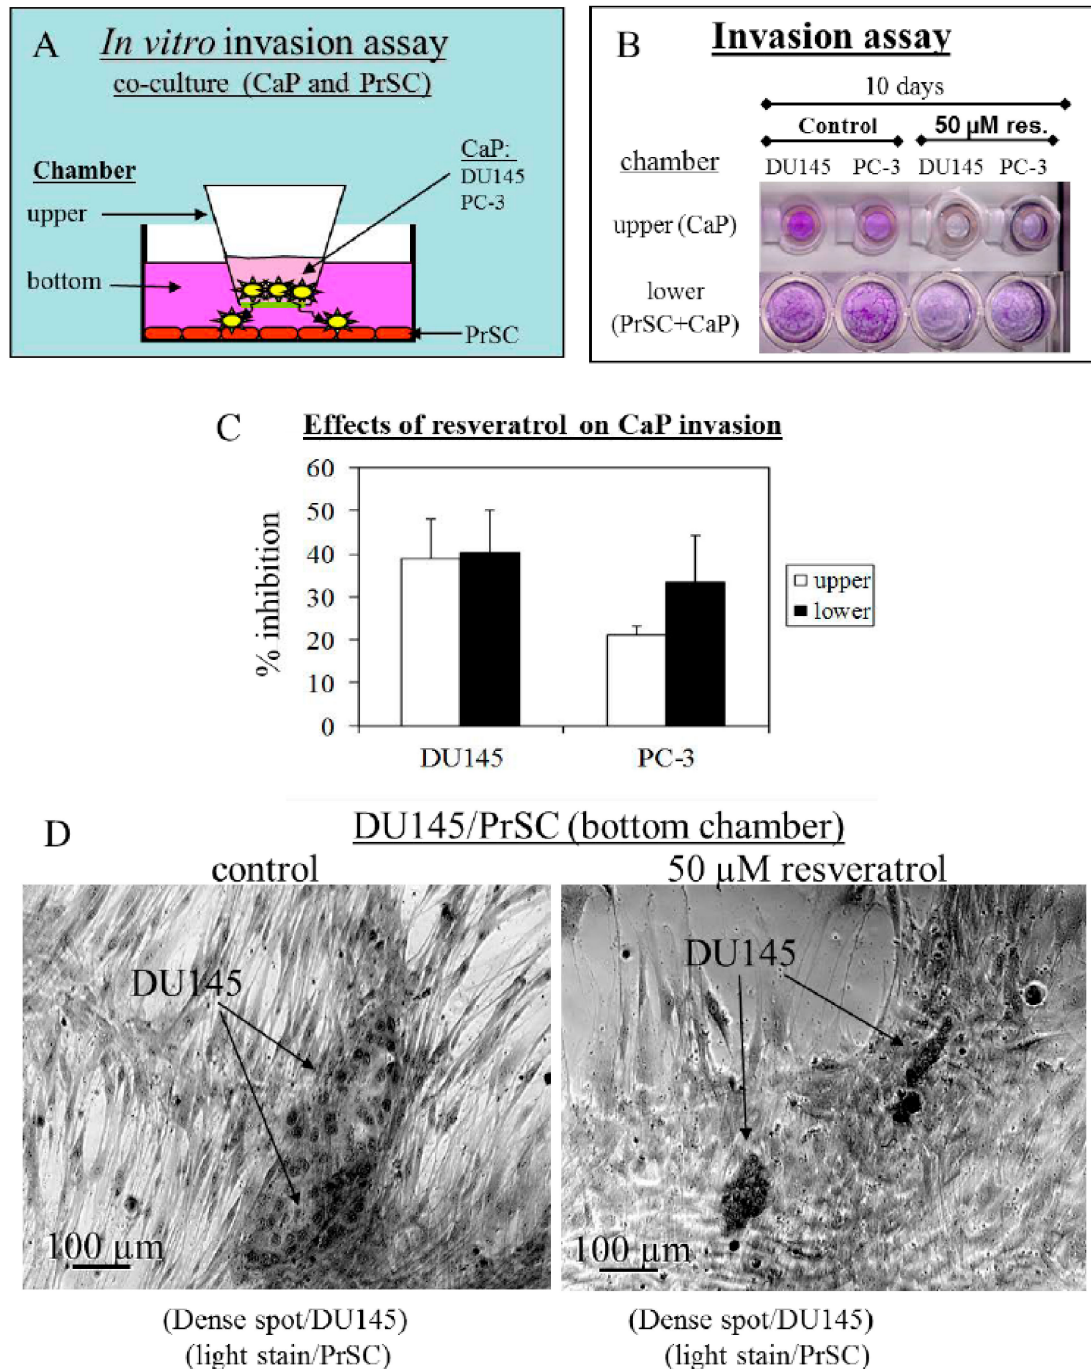 A
In vitro invasion assay
co-culture (CaP and PrSC)
Chamber
upper
bottom
CaP:
DU145
PC-3
PrSC
B
Invasion assay
10 days
Control
50 µM res.
chamber
DU145 PC-3 DU145 PC-3
upper (CaP)
lower
(PrSC+CaP)
C
Effects of resveratrol on CaP invasion
% inhibition
60
50
40
30
20
10
0
DU145
PC-3
upper
lower
D
DU145/PrSC (bottom chamber)
control
50 µM resveratrol
DU145
DU145
100 µm
100 µm
(Dense spot/DU145)
(light stain/PrSC)
(Dense spot/DU145)
(light stain/PrSC)